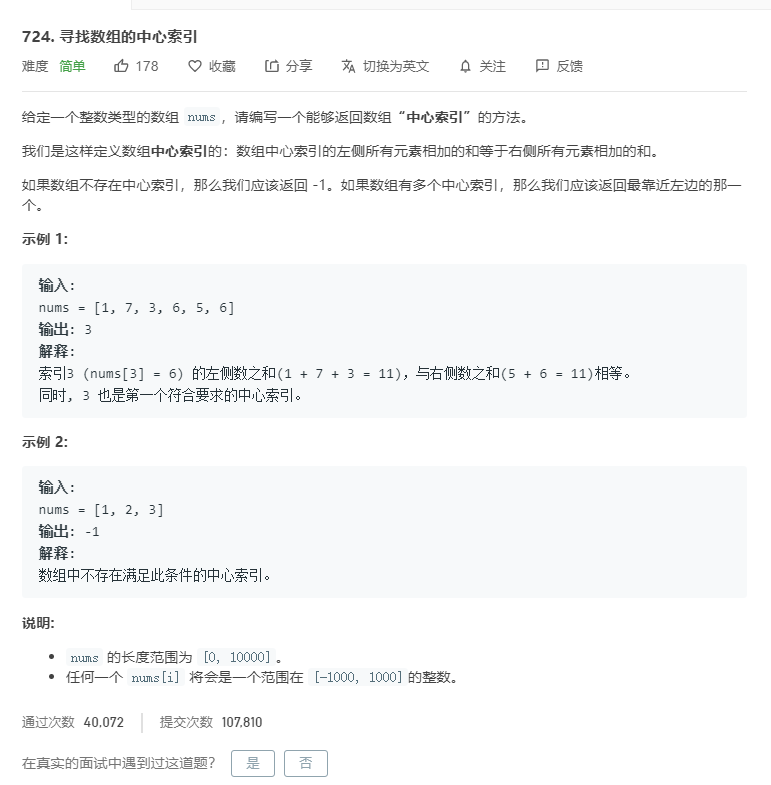 724. 寻找数组的中心索引
难度 简单 178 收藏 分享 切换为英文 关注 反馈
给定一个整数类型的数组 nums，请编写一个能够返回数组“中心索引”的方法。
我们是这样定义数组中心索引的：数组中心索引的左侧所有元素相加的和等于右侧所有元素相加的和。
如果数组不存在中心索引，那么我们应该返回 -1。如果数组有多个中心索引，那么我们应该返回最靠近左边的那一
个。
示例 1:
输入:
nums = [1, 7, 3, 6, 5, 6]
输出: 3
解释:
索引3 (nums[3] = 6) 的左侧数之和(1 + 7 + 3 = 11)，与右侧数之和(5 + 6 = 11)相等。
同时, 3 也是第一个符合要求的中心索引。
示例 2:
输入:
nums = [1, 2, 3]
输出: -1
解释:
数组中不存在满足此条件的中心索引。
说明:
• nums 的长度范围为 [0, 10000]。
• 任何一个 nums[i] 将会是一个范围在 [-1000, 1000]的整数。
通过次数 40,072 提交次数 107,810
在真实的面试中遇到过这道题? 是 否